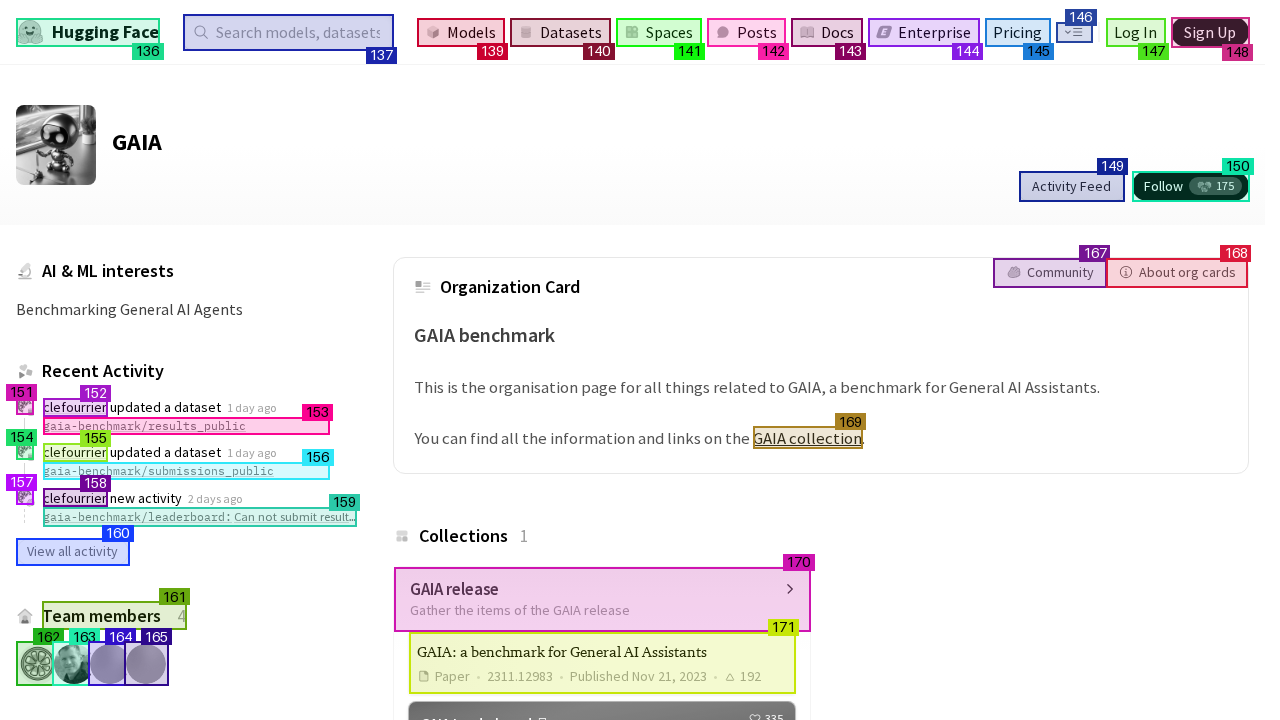 Hugging Face
Search models, datasets
Models
Datasets
Spaces
Posts
Docs
Enterprise
Pricing
Log In
Sign Up
136
137
139
140
141
142
143
144
145
146
147
148
GAIA
149
150
Activity Feed
Follow 175
167
168
AI & ML interests
Benchmarking General AI Agents
Recent Activity
151
152
clefourrier updated a dataset 1 day ago
153
gaia-benchmark/results_public
154
155
clefourrier updated a dataset 1 day ago
156
gaia-benchmark/submissions_public
157
158
clefourrier new activity 2 days ago
159
gaia-benchmark/leaderboard: Can not submit result…
160
View all activity
161
Team members 4
162
163
164
165
Community
About org cards
Organization Card
GAIA benchmark
This is the organisation page for all things related to GAIA, a benchmark for General AI Assistants.
169
You can find all the information and links on the GAIA collection.
Collections 1
170
GAIA release
Gather the items of the GAIA release
171
GAIA: a benchmark for General AI Assistants
Paper • 2311.12983 • Published Nov 21, 2023 • 192
335